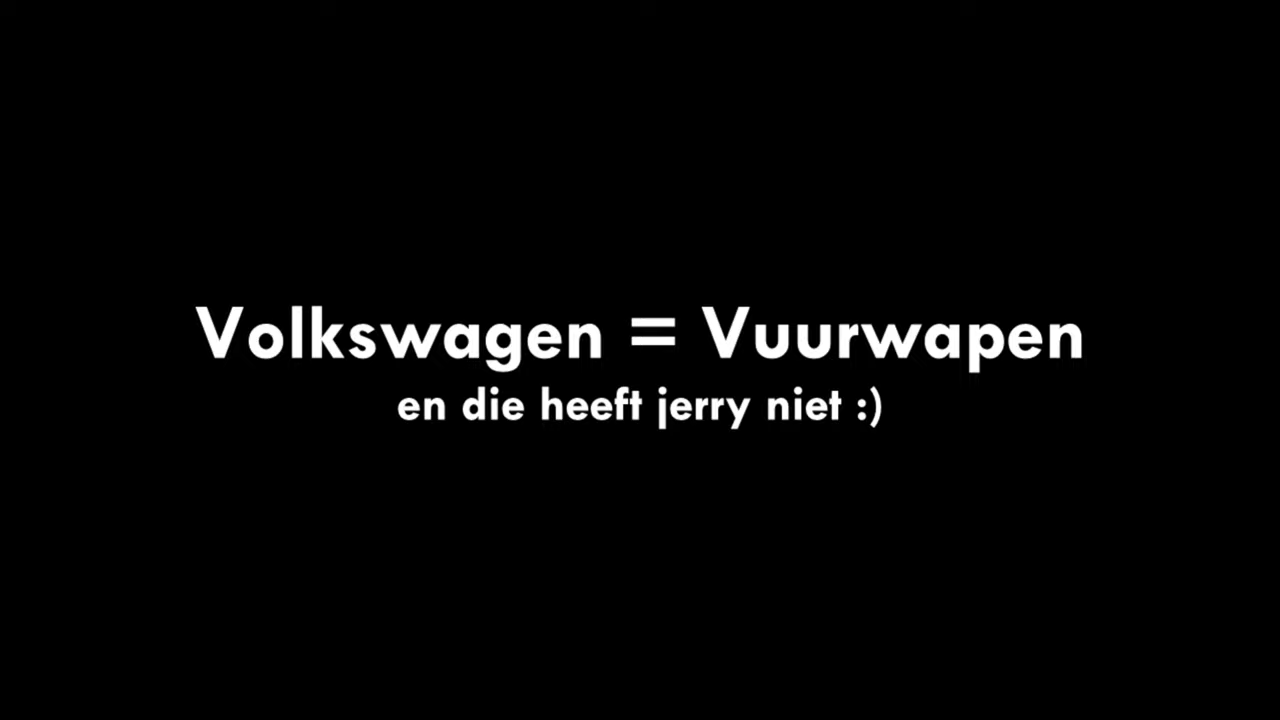 Volkswagen = Vuurwapen
en die heeft jerry niet :)